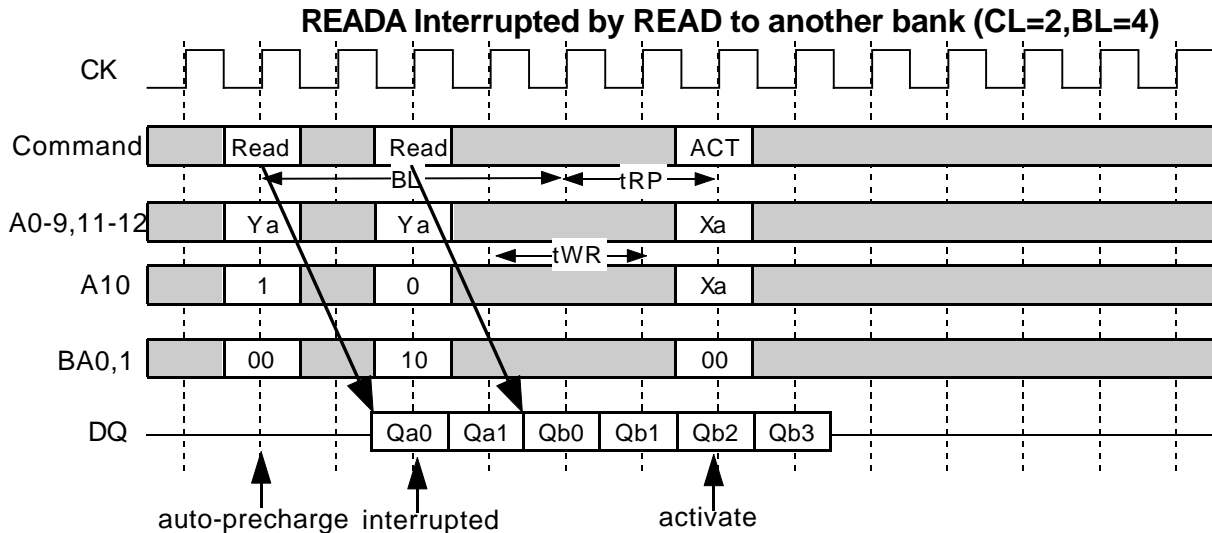 READA Interrupted by READ to another bank (CL=2,BL=4)
CK
Command Read Read ACT
BL tRP
A0-9,11-12 Ya Ya Xa
tWR
A10 1 0 Xa
BA0,1 00 10 00
DQ Qa0 Qa1 Qb0 Qb1 Qb2 Qb3
auto-precharge interrupted activate